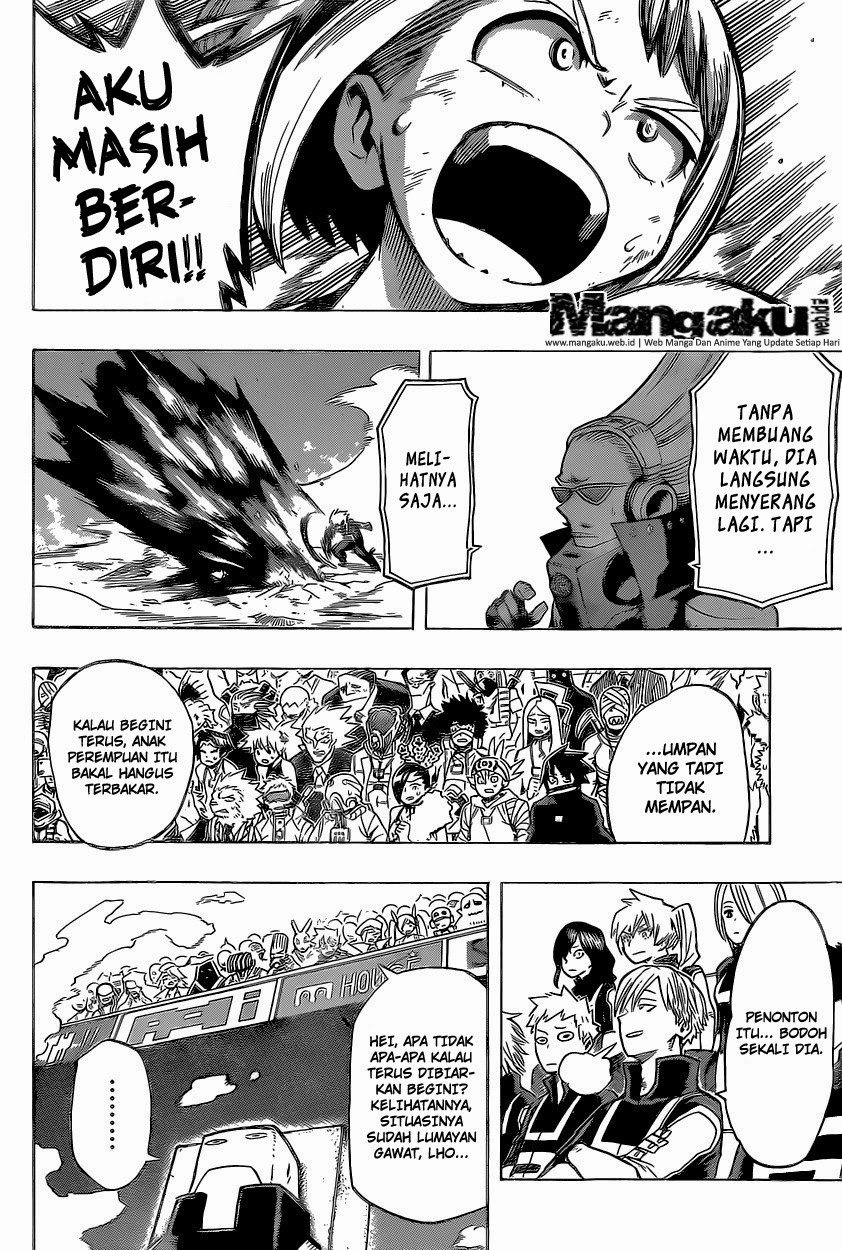 AKU
MASIH
BER-
DIRI!!
Mangaku
web.id
www.mangaku.web.id | Web Manga Dan Anime Yang Update Setiap Hari
TANPA
MEMBUANG
WAKTU, DIA
LANGSUNG
MENYERANG
LAGI. TAPI
...
MELI-
HATNYA
SAJA...
...UMPAN
YANG TADI
TIDAK
MEMPAN.
KALAU BEGINI
TERUS, ANAK
PEREMPUAN ITU
BAKAL HANGUS
TERBAKAR.
PENONTON
ITU... BODOH
SEKALI DIA.
HEI, APA TIDAK
APA-APA KALAU
TERUS DIBIAR-
KAN BEGINI?
KELIHATANNYA,
SITUASINYA
SUDAH LUMAYAN
GAWAT, LHO...
.........